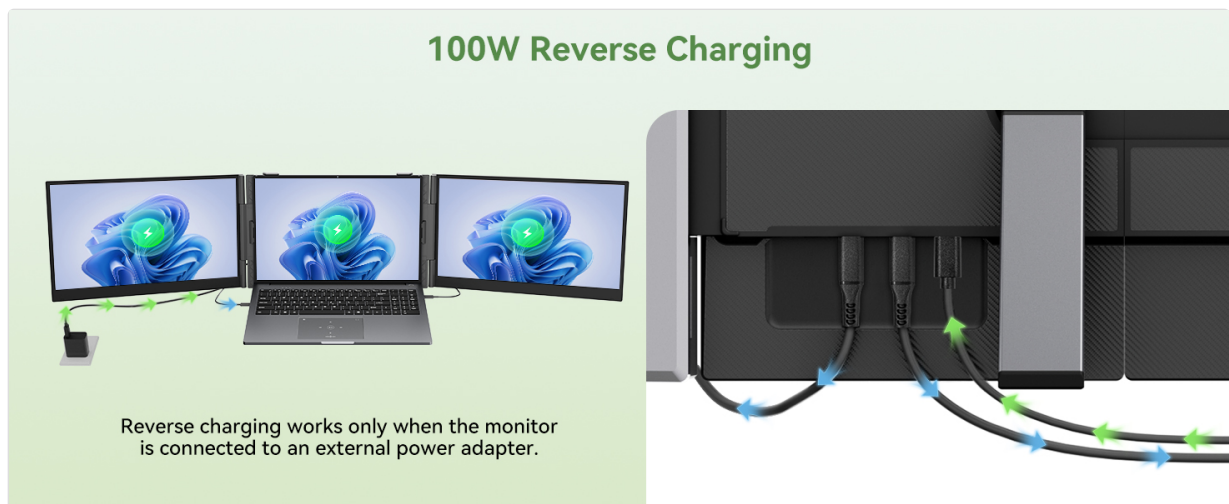 100W Reverse Charging
Reverse charging works only when the monitor
is connected to an external power adapter.